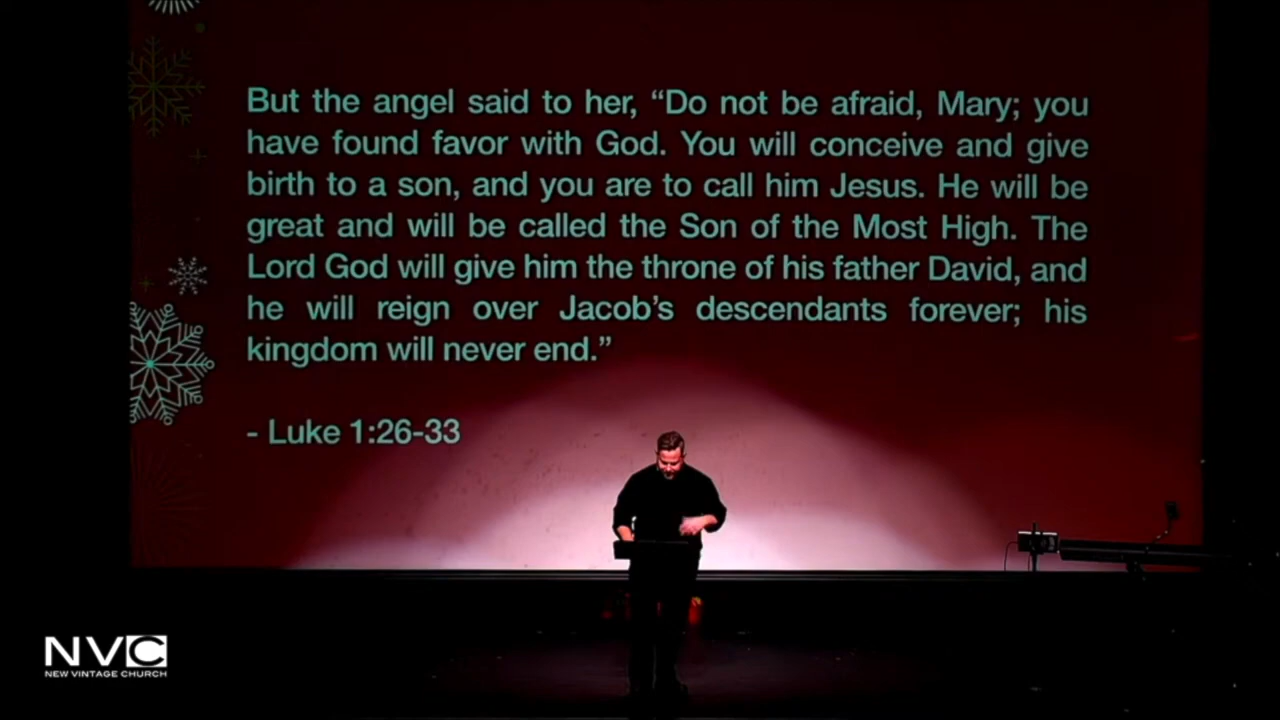 But the angel said to her, “Do not be afraid, Mary; you
have found favor with God. You will conceive and give
birth to a son, and you are to call him Jesus. He will be
great and will be called the Son of the Most High. The
Lord God will give him the throne of his father David, and
he will reign over Jacob’s descendants forever; his
kingdom will never end.”
- Luke 1:26-33
NVC
NEW VINTAGE CHURCH